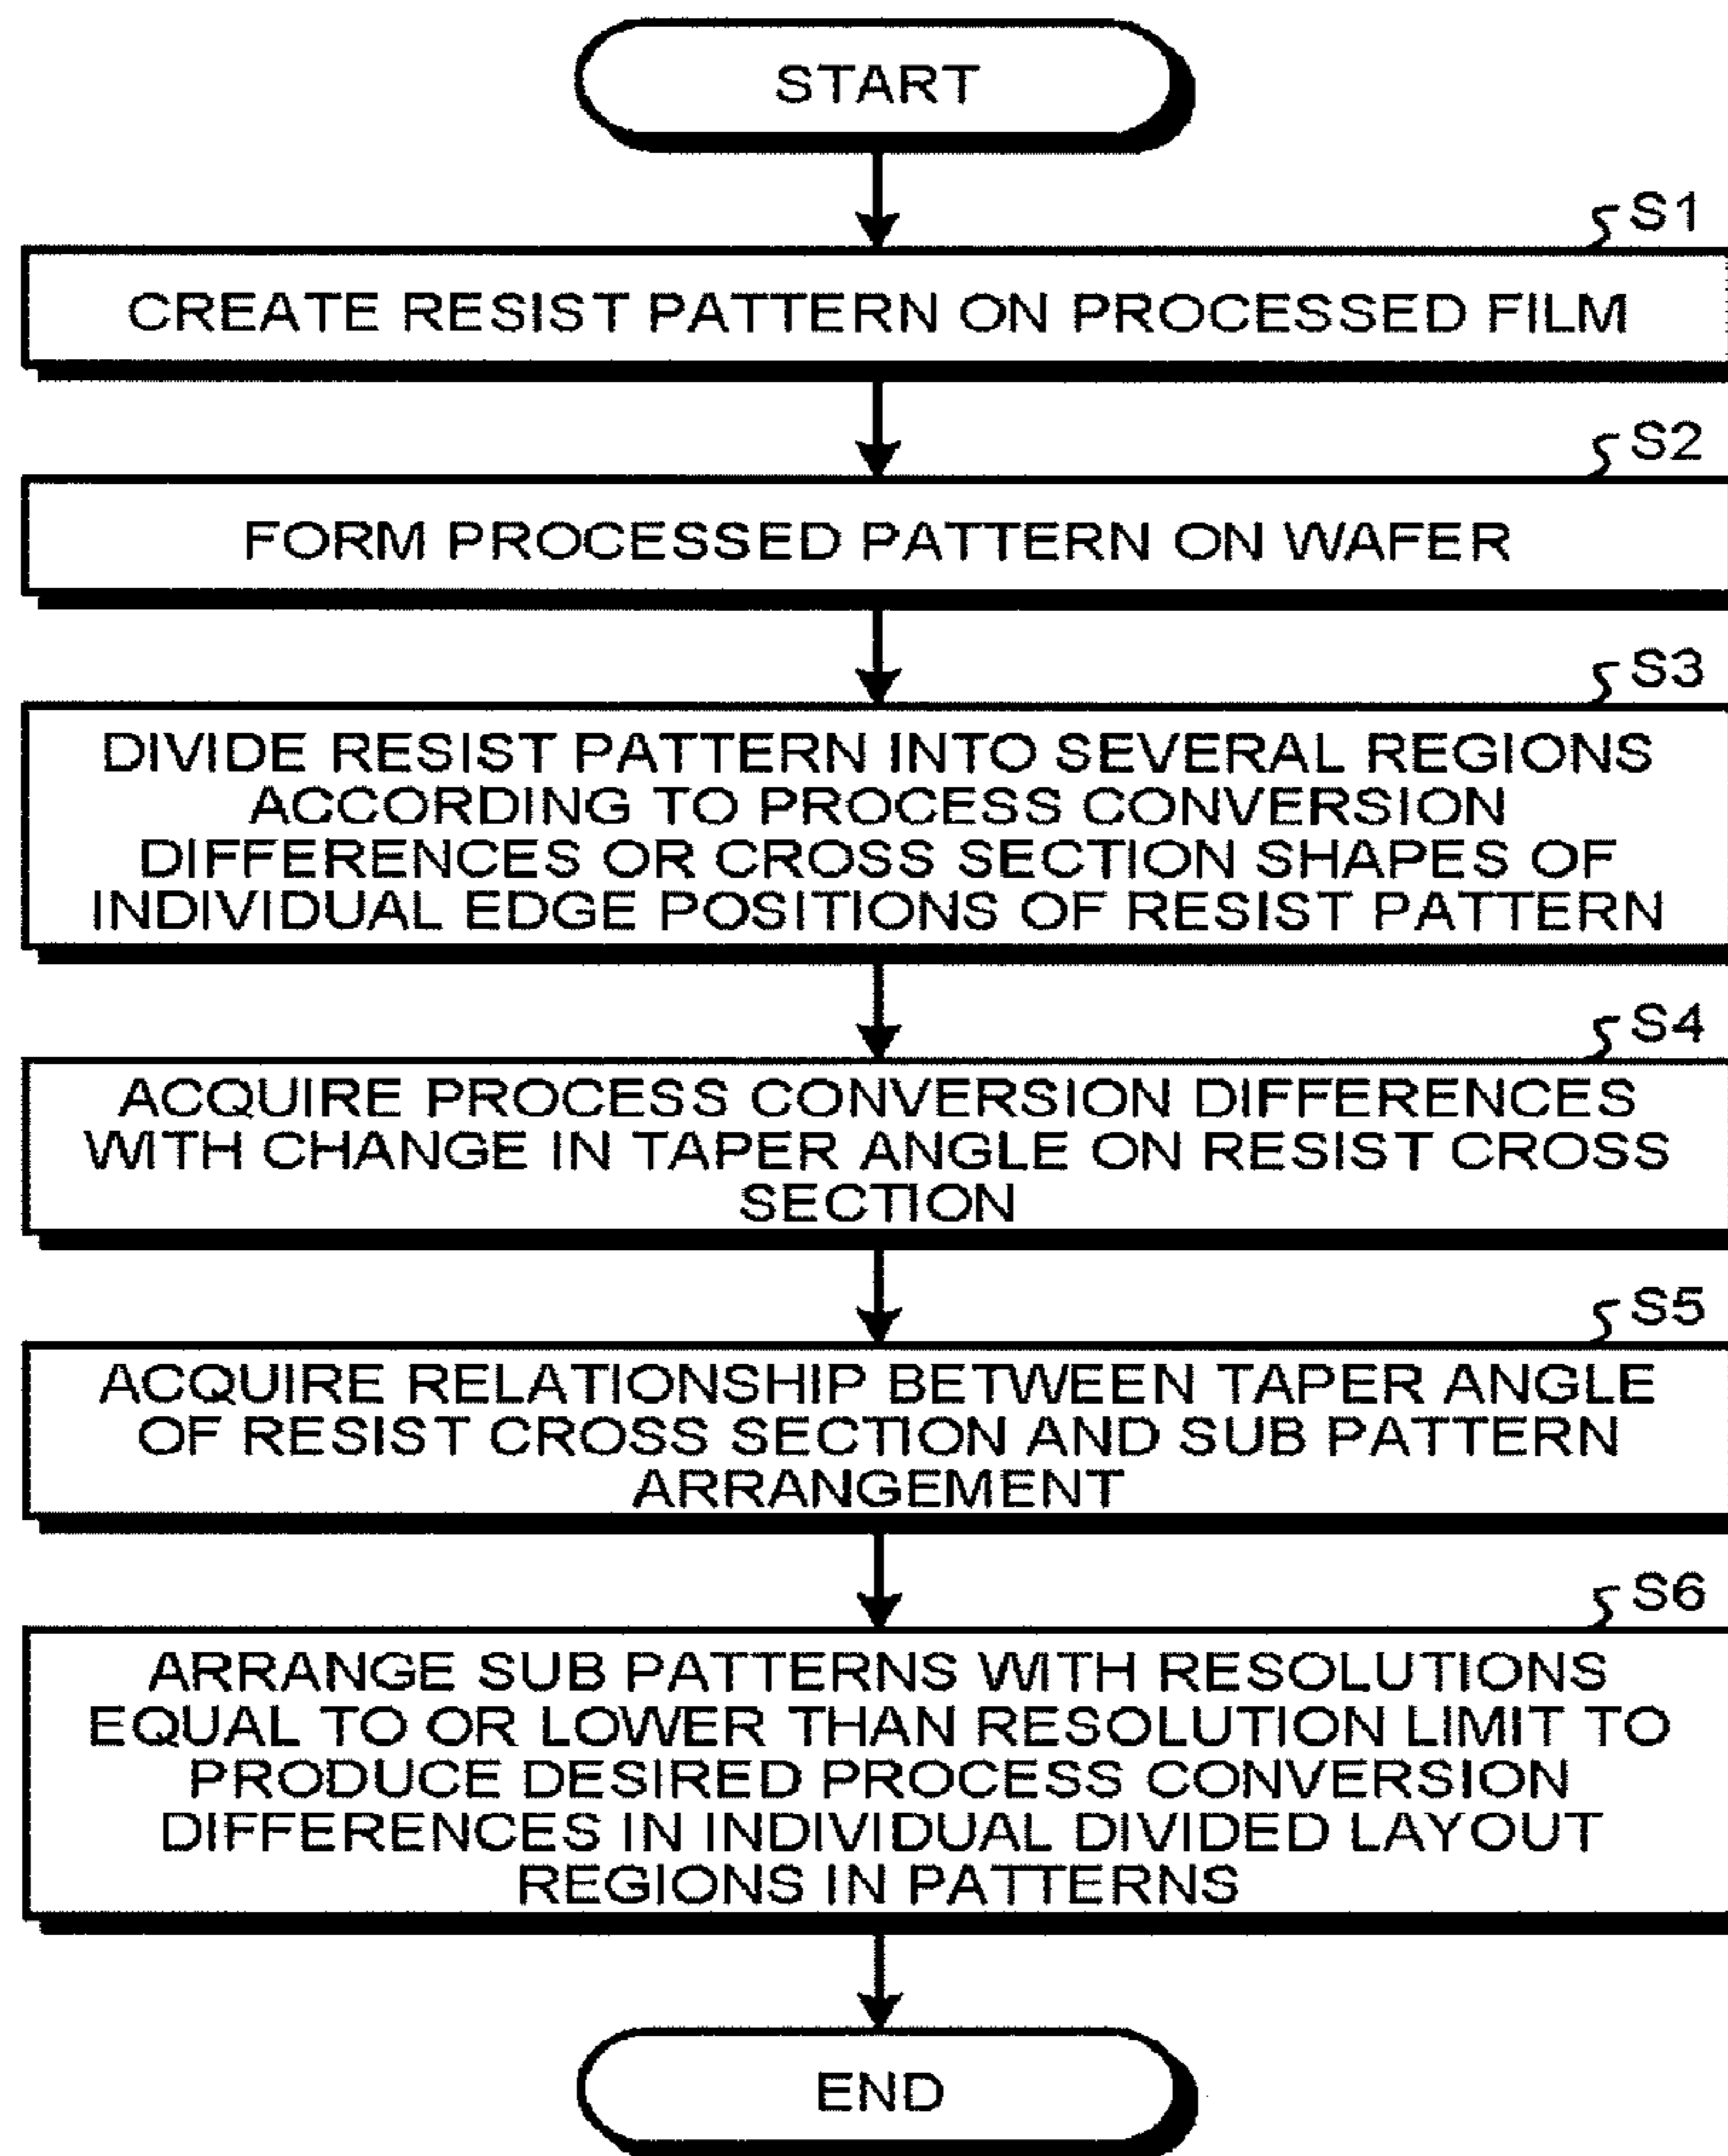 START
S1
CREATE RESIST PATTERN ON PROCESSED FILM
S2
FORM PROCESSED PATTERN ON WAFER
S3
DIVIDE RESIST PATTERN INTO SEVERAL REGIONS
ACCORDING TO PROCESS CONVERSION
DIFFERENCES OR CROSS SECTION SHAPES OF
INDIVIDUAL EDGE POSITIONS OF RESIST PATTERN
S4
ACQUIRE PROCESS CONVERSION DIFFERENCES
WITH CHANGE IN TAPER ANGLE ON RESIST CROSS
SECTION
S5
ACQUIRE RELATIONSHIP BETWEEN TAPER ANGLE
OF RESIST CROSS SECTION AND SUB PATTERN
ARRANGEMENT
S6
ARRANGE SUB PATTERNS WITH RESOLUTIONS
EQUAL TO OR LOWER THAN RESOLUTION LIMIT TO
PRODUCE DESIRED PROCESS CONVERSION
DIFFERENCES IN INDIVIDUAL DIVIDED LAYOUT
REGIONS IN PATTERNS
END